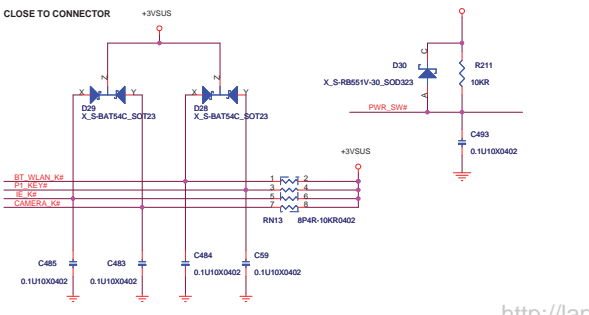 CLOSE TO CONNECTOR
+3VSUS
X Z Y
D29
X_S-BAT54C_SOT23
X Z Y
D28
X_S-BAT54C_SOT23
C
D30
X_S-RB551V-30_SOD323
A
R211
10KR
PWR_SW#
C493
0.1U10X0402
+3VSUS
BT_WLAN_K#
P1_KEY#
IE_K#
CAMERA_K#
1 2
3 4
5 6
7 8
RN13 8P4R-10KR0402
C485
0.1U10X0402
C483
0.1U10X0402
C484
0.1U10X0402
C59
0.1U10X0402